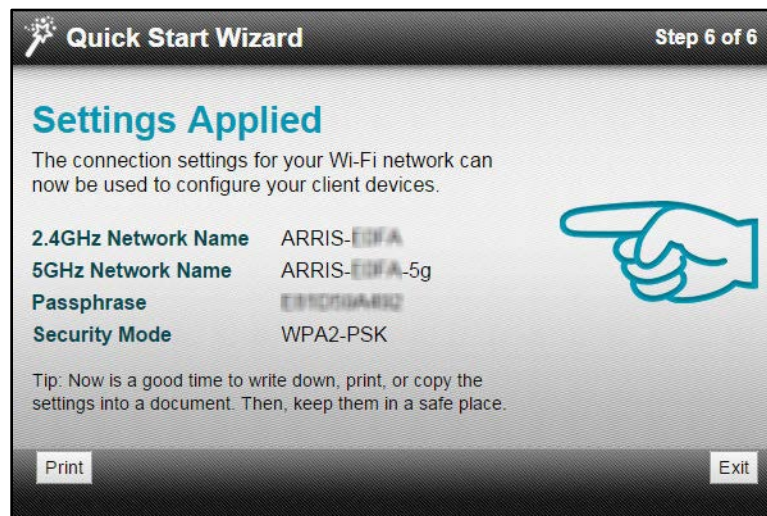 Quick Start Wizard
Step 6 of 6
Settings Applied
The connection settings for your Wi-Fi network can
now be used to configure your client devices.
2.4GHz Network Name ARRIS-
5GHz Network Name ARRIS- -5g
Passphrase
Security Mode WPA2-PSK
Tip: Now is a good time to write down, print, or copy the
settings into a document. Then, keep them in a safe place.
Print
Exit